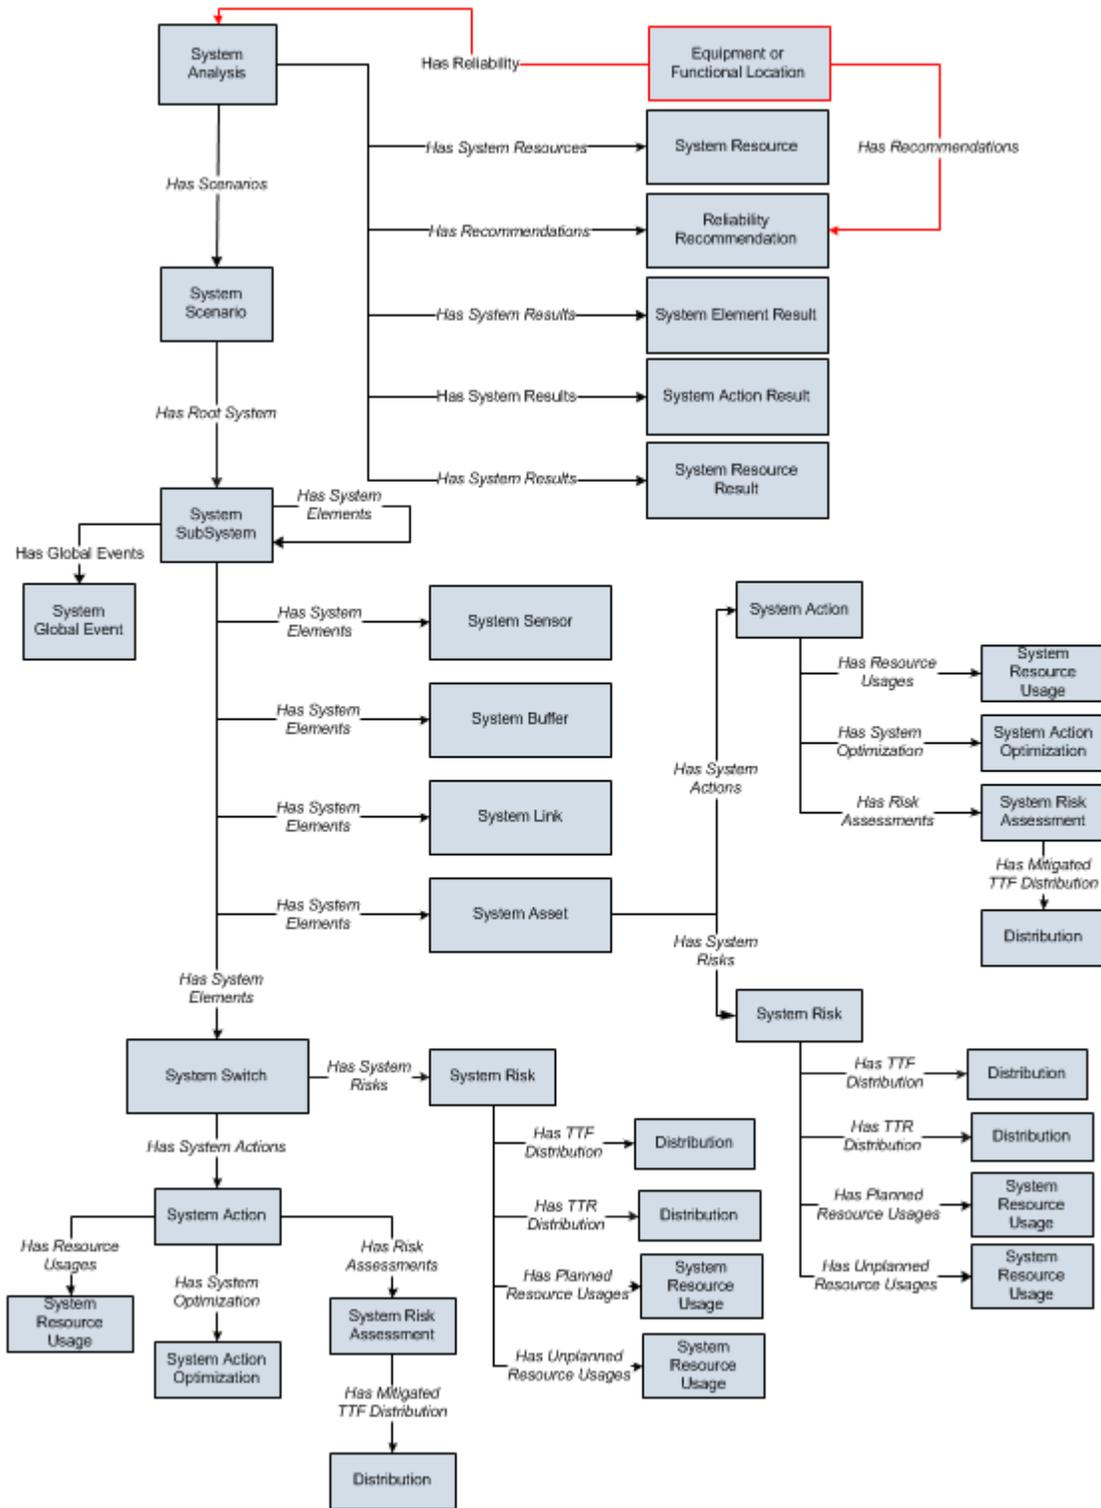 System
Analysis
Has Reliability
Equipment or
Functional Location
Has System Resources
System Resource
Has Recommendations
Has Scenarios
Has Recommendations
Reliability
Recommendation
System
Scenario
Has System Results
System Element Result
Has Root System
Has System Results
System Action Result
Has System Results
System Resource
Result
System
SubSystem
Has System
Elements
Has Global Events
System
Global Event
Has System
Elements
System Sensor
System Action
Has Resource
Usages
System
Resource
Usage
Has System
Elements
System Buffer
Has System
Optimization
System Action
Optimization
Has System
Actions
Has System
Elements
System Link
Has Risk
Assessments
System Risk
Assessment
Has Mitigated
TTF Distribution
Has System
Elements
System Asset
Distribution
Has System
Risks
Has System
Elements
System Risk
System Switch
Has System
Risks
System Risk
Has TTF
Distribution
Distribution
Has System Actions
Has TTF
Distribution
Distribution
Has TTR
Distribution
Distribution
System Action
Has TTR
Distribution
Distribution
Has Planned
Resource Usages
System
Resource
Usage
Has Resource
Usages
Has Risk
Assessments
Has System
Optimization
Has Planned
Resource Usages
System
Resource
Usage
Has Unplanned
Resource Usages
System
Resource
Usage
System
Resource
Usage
System Risk
Assessment
System Action
Optimization
Has Unplanned
Resource Usages
System
Resource
Usage
Has Mitigated
TTF Distribution
Distribution